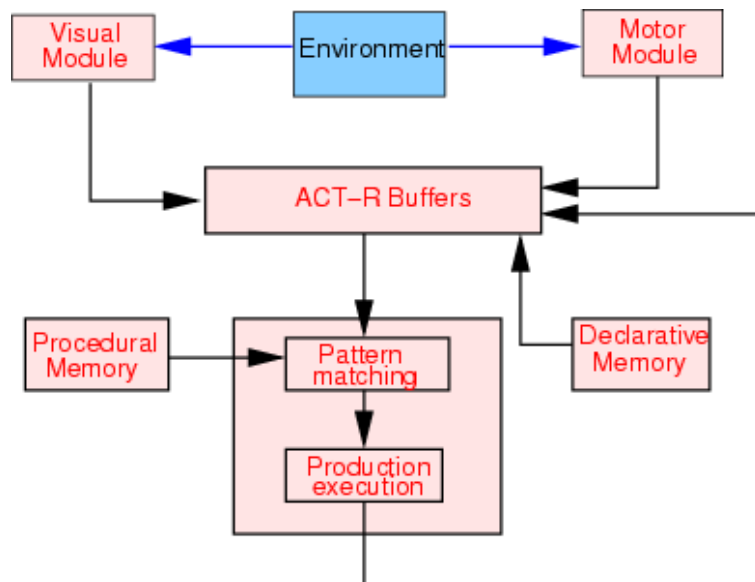 Visual
Module
Environment
Motor
Module
ACT-R Buffers
Procedural
Memory
Pattern
matching
Declarative
Memory
Production
execution